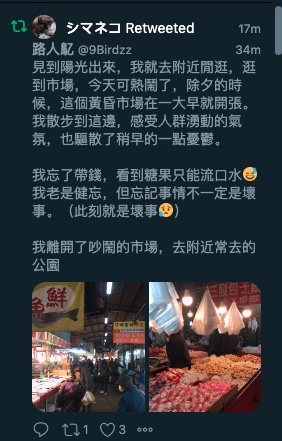 シマネコ Retweeted
17m
路人髜 @9Birdzz
34m
見到陽光出來，我就去附近閒逛，逛
到市場，今天可熱鬧了，除夕的時
候，這個黃昏市場在一大早就開張。
我散步到這邊，感受人群湧動的氣
氛，也驅散了稍早的一點憂鬱。
我忘了帶錢，看到糖果只能流口水😅
我老是健忘，但忘記事情不一定是壞
事。（此刻就是壞事😥）
我離開了吵鬧的市場，去附近常去的
公園
鮮
魚
1
3